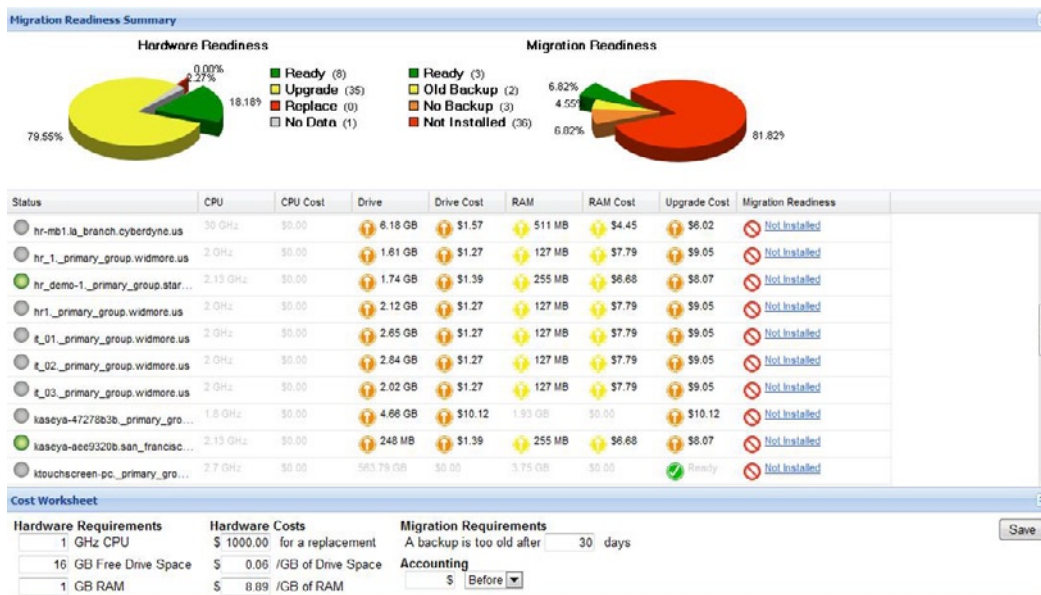 Migration Readiness Summary
Hardware Readiness
0.00%
2.27%
18.18%
79.55%
Ready (8)
Upgrade (35)
Replace (0)
No Data (1)
Migration Readiness
Ready (3)
Old Backup (2)
No Backup (3)
Not Installed (36)
6.82%
4.55%
6.82%
81.82%
Status CPU CPU Cost Drive Drive Cost RAM RAM Cost Upgrade Cost Migration Readiness
hr-mb1.la_branch.cyberdyne.us 30 GHz $0.00 6.18 GB $1.57 511 MB $4.45 $6.02 Not Installed
hr_1._primary_group.widmore.us 2 GHz $0.00 1.61 GB $1.27 127 MB $7.79 $9.05 Not Installed
hr_demo-1._primary_group.star... 2.13 GHz $0.00 1.74 GB $1.39 255 MB $6.68 $8.07 Not Installed
hr1._primary_group.widmore.us 2 GHz $0.00 2.12 GB $1.27 127 MB $7.79 $9.05 Not Installed
it_01._primary_group.widmore.us 2 GHz $0.00 2.65 GB $1.27 127 MB $7.79 $9.05 Not Installed
it_02._primary_group.widmore.us 2 GHz $0.00 2.84 GB $1.27 127 MB $7.79 $9.05 Not Installed
it_03._primary_group.widmore.us 2 GHz $0.00 2.02 GB $1.27 127 MB $7.79 $9.05 Not Installed
kaseya-47278b3b._primary_gro... 1.8 GHz $0.00 4.66 GB $10.12 1.93 GB $0.00 $10.12 Not Installed
kaseya-aee9320b.san_francisc... 2.13 GHz $0.00 248 MB $1.39 255 MB $6.68 $8.07 Not Installed
ktouchscreen-pc._primary_gro... 2.7 GHz $0.00 563.79 GB $0.00 3.75 GB $0.00 Ready Not Installed
Cost Worksheet
Hardware Requirements Hardware Costs Migration Requirements Save
1 GHz CPU $ 1000.00 for a replacement A backup is too old after 30 days
16 GB Free Drive Space $ 0.06 /GB of Drive Space Accounting
1 GB RAM $ 8.89 /GB of RAM $ Before